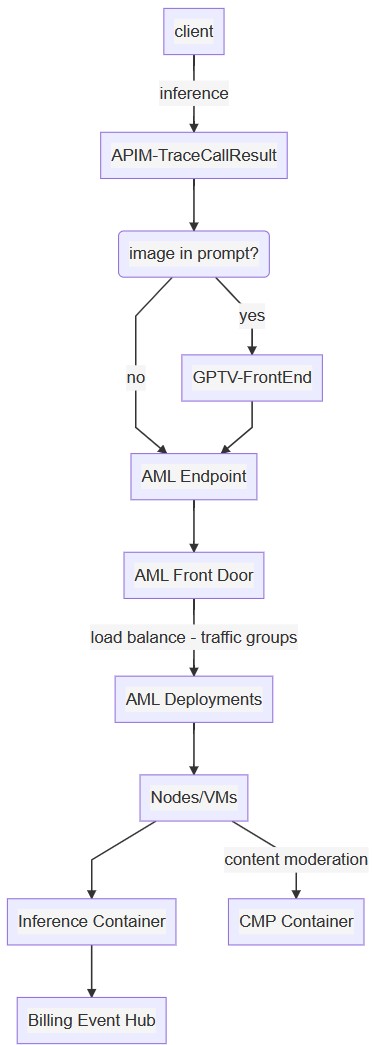 client
inference
APIM-TraceCallResult
image in prompt?
yes
no
GPTV-FrontEnd
AML Endpoint
AML Front Door
load balance - traffic groups
AML Deployments
Nodes/VMs
content moderation
Inference Container
CMP Container
Billing Event Hub